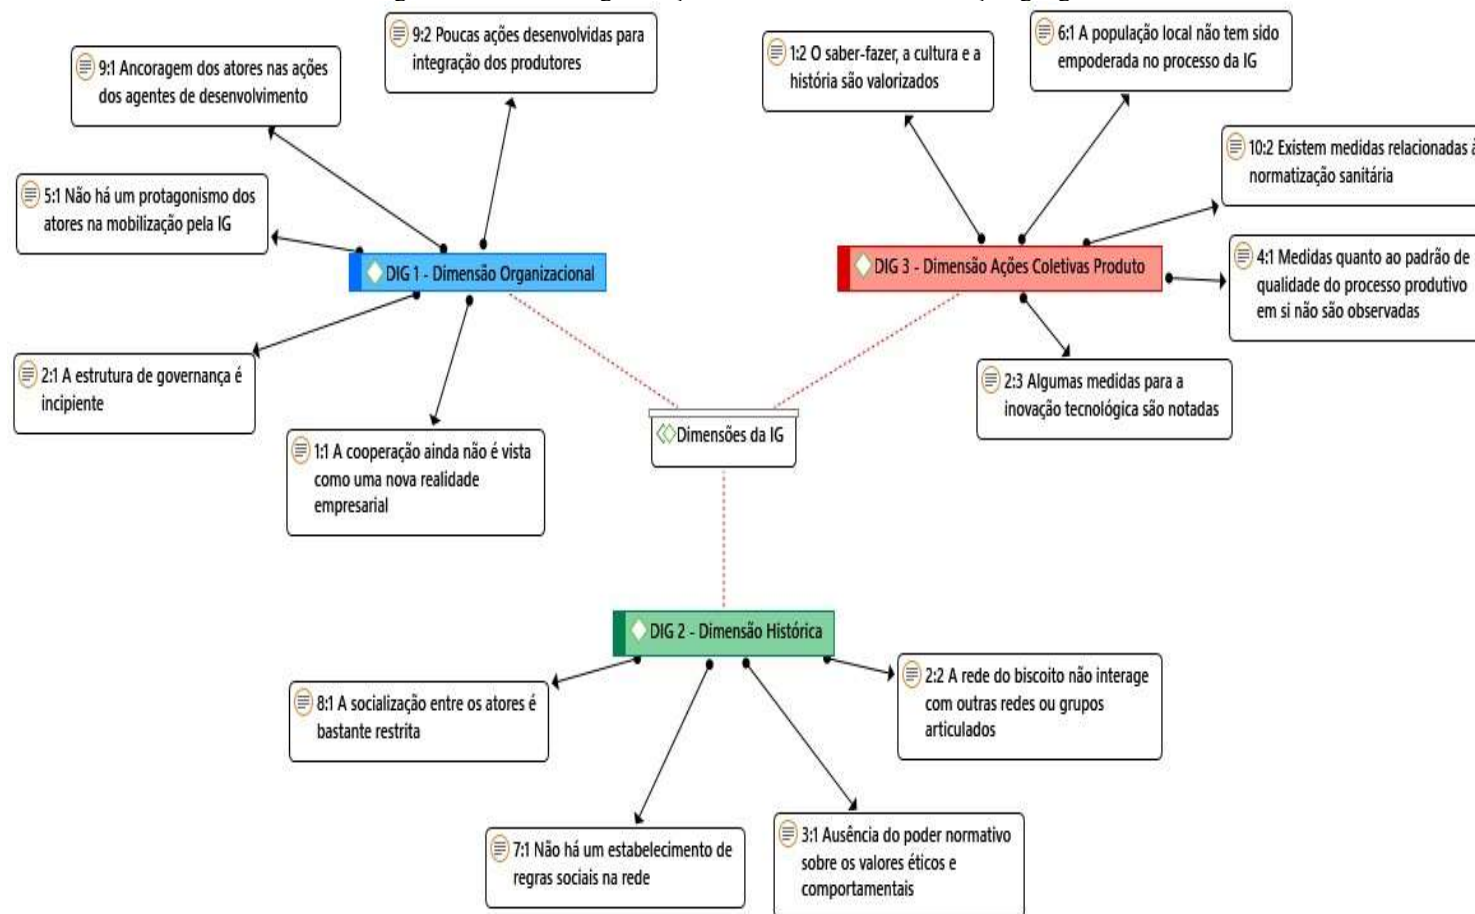 9:1 Ancoragem dos atores nas ações
dos agentes de desenvolvimento
9:2 Poucas ações desenvolvidas para
integração dos produtores
1:2 O saber-fazer, a cultura e a
história são valorizados
6:1 A população local não tem sido
empoderada no processo da IG
10:2 Existem medidas relacionadas à
normatização sanitária
5:1 Não há um protagonismo dos
atores na mobilização pela IG
DIG 1 - Dimensão Organizacional
DIG 3 - Dimensão Ações Coletivas Produto
4:1 Medidas quanto ao padrão de
qualidade do processo produtivo
em si não são observadas
2:1 A estrutura de governança é
incipiente
2:3 Algumas medidas para a
inovação tecnológica são notadas
1:1 A cooperação ainda não é vista
como uma nova realidade
empresarial
Dimensões da IG
DIG 2 - Dimensão Histórica
8:1 A socialização entre os atores é
bastante restrita
2:2 A rede do biscoito não interage
com outras redes ou grupos
articulados
7:1 Não há um estabelecimento de
regras sociais na rede
3:1 Ausência do poder normativo
sobre os valores éticos e
comportamentais